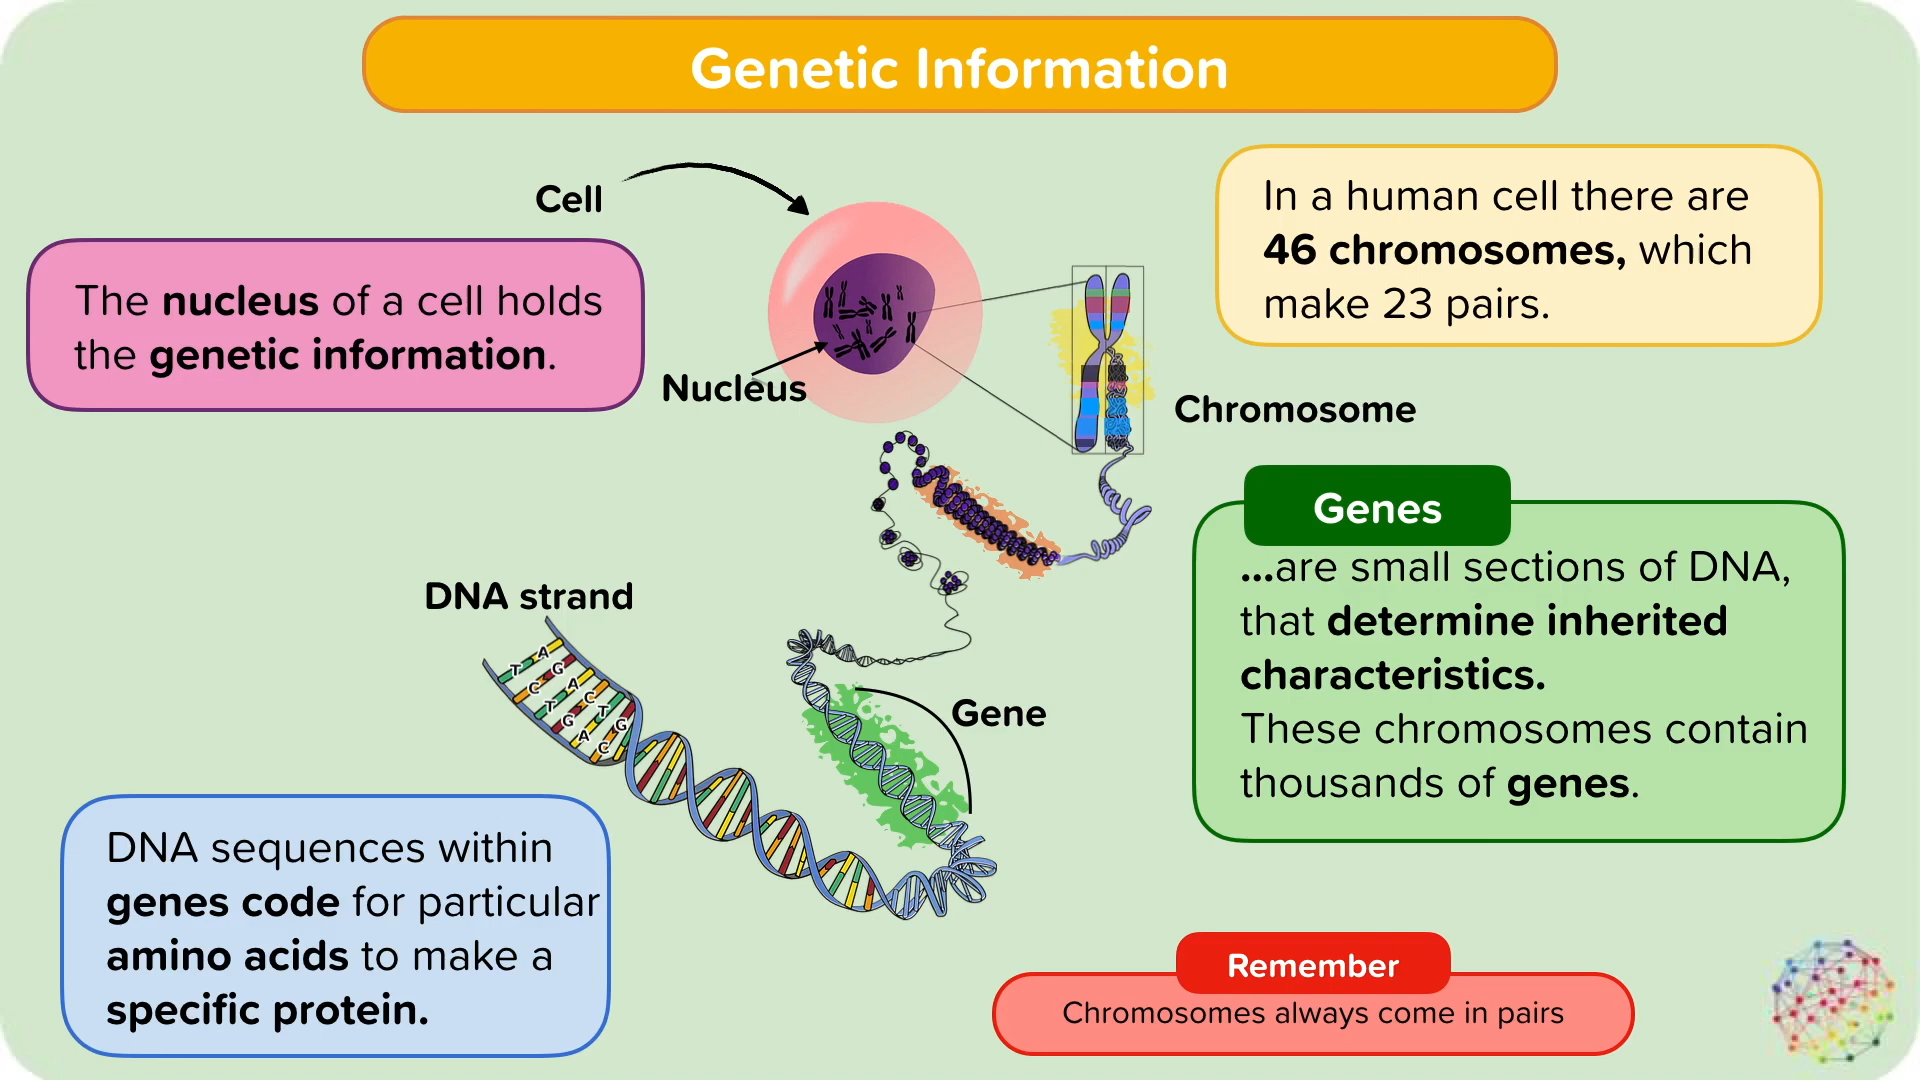 Genetic Information
Cell
The nucleus of a cell holds
the genetic information.
Nucleus
In a human cell there are
46 chromosomes, which
make 23 pairs.
Chromosome
Genes
...are small sections of DNA,
that determine inherited
characteristics.
These chromosomes contain
thousands of genes.
DNA strand
A
T
G
C
A
C
T
T
G
G
A
C
Gene
DNA sequences within
genes code for particular
amino acids to make a
specific protein.
Remember
Chromosomes always come in pairs